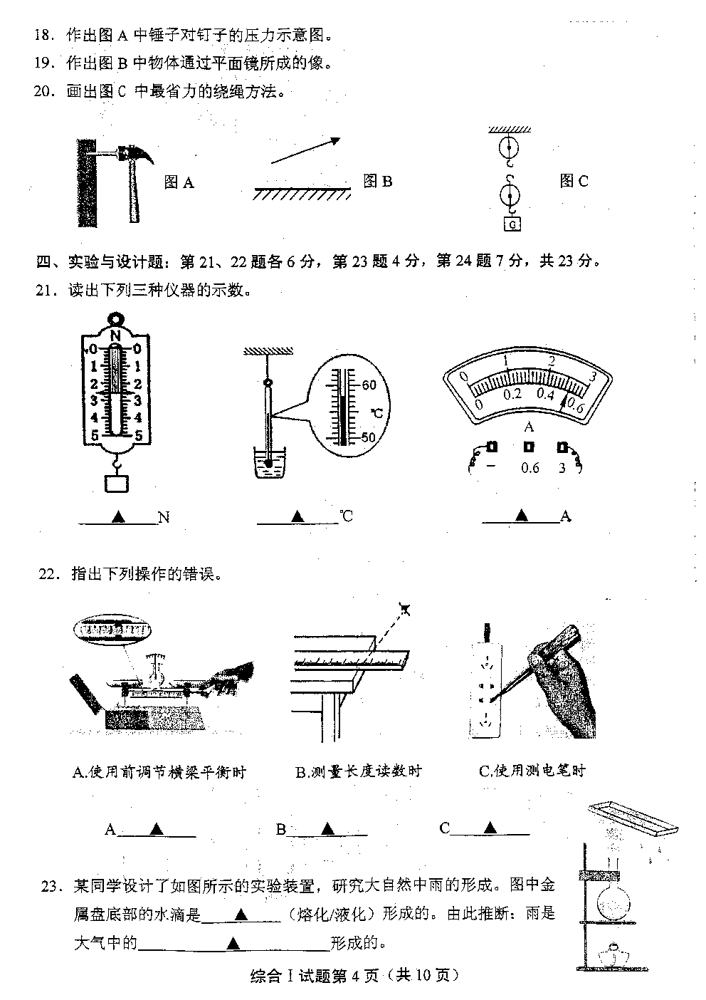 18．作出图 A 中锤子对钉子的压力示意图。
19．作出图 B 中物体通过平面镜所成的像。
20．画出图 C 中最省力的绕绳方法。
图 A
图 B
图 C
G
四、实验与设计题：第 21、22 题各 6 分，第 23 题 4 分，第 24 题 7 分，共 23 分。
21．读出下列三种仪器的示数。
N
0 0
1 1
2 2
3 3
4 4
5 5
60
℃
50
0 1 2 3
0 0.2 0.4 0.6
A
− 0.6 3
▲ N
▲ ℃
▲ A
22．指出下列操作的错误。
A.使用前调节横梁平衡时
B.测量长度读数时
C.使用测电笔时
A ▲
B ▲
C ▲
23．某同学设计了如图所示的实验装置，研究大自然中雨的形成。图中金
属盘底部的水滴是 ▲ （熔化/液化）形成的。由此推断：雨是
大气中的 ▲ 形成的。
综合 I 试题第 4 页（共 10 页）